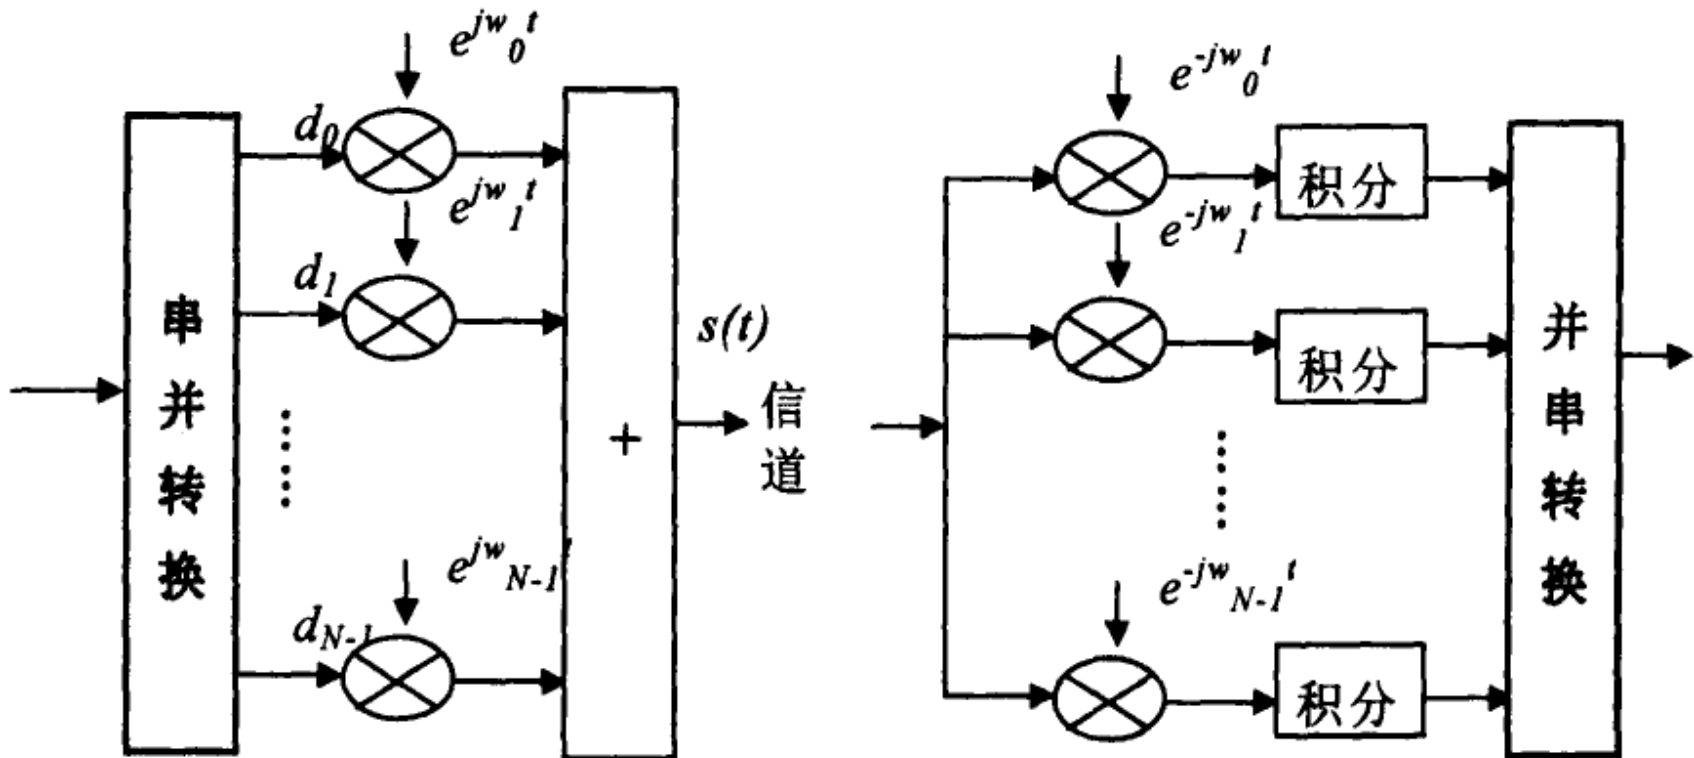 e^{jw_0 t}
d_0
e^{jw_1 t}
d_1
串并转换
……
e^{jw_{N-1} t}
d_{N-1}
+
s(t)
信道
e^{-jw_0 t}
积分
e^{-jw_1 t}
积分
……
e^{-jw_{N-1} t}
积分
并串转换